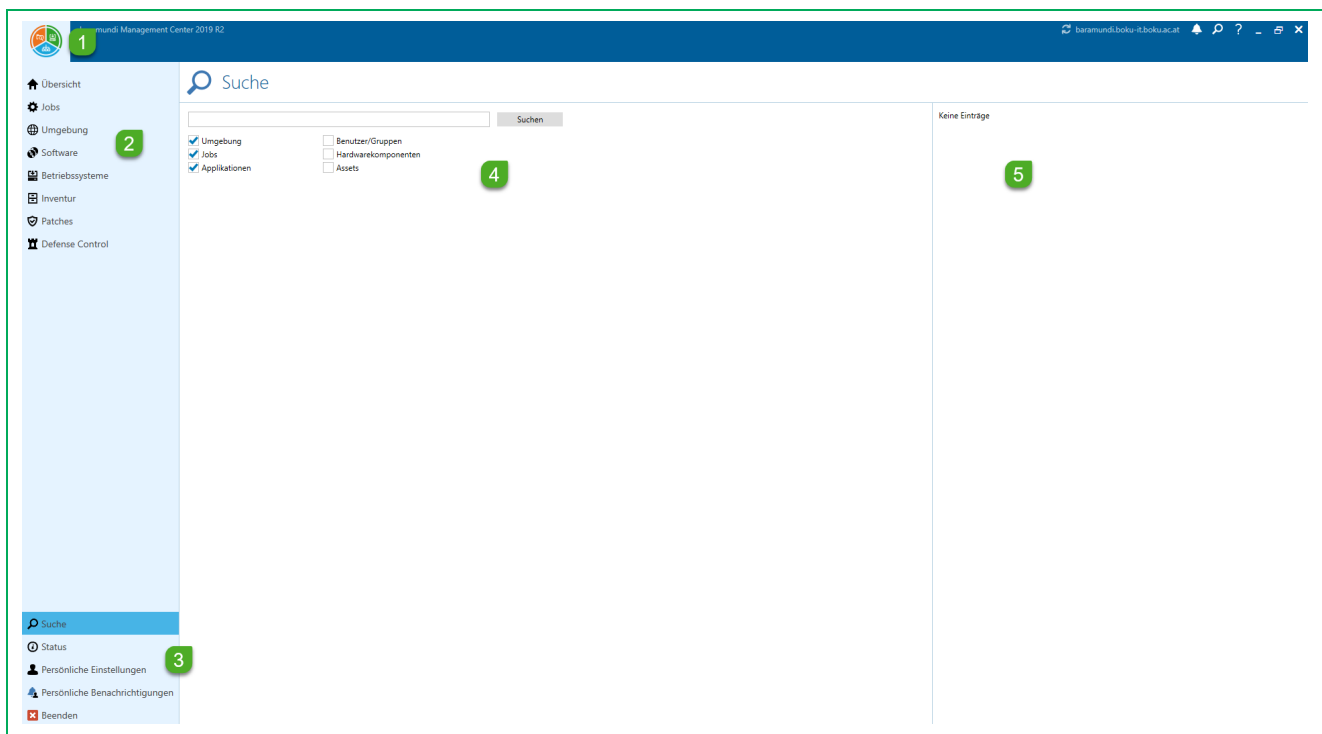 mundi Management Center 2019 R2
baramundi.boku-it.boku.ac.at ?
1
Übersicht
Jobs
Umgebung
2
Software
Betriebssysteme
Inventur
Patches
Defense Control
Suche
Suchen
Umgebung Benutzer/Gruppen
Jobs Hardwarekomponenten
Applikationen Assets
4
Keine Einträge
5
Suche
Status
3
Persönliche Einstellungen
Persönliche Benachrichtigungen
Beenden